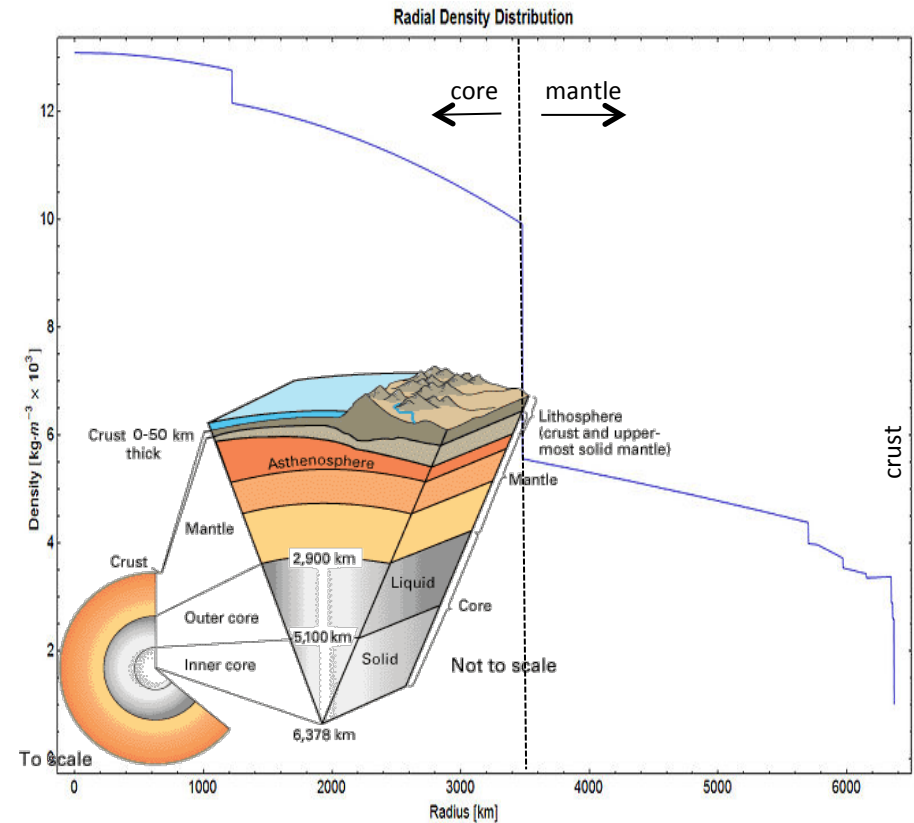 Radial Density Distribution
core
mantle
12
10
8
6
4
2
0
Density [kg·m⁻³ × 10³]
Crust 0-50 km
thick
Asthenosphere
Lithosphere
(crust and upper-
most solid mantle)
crust
Mantle
Mantle
2,900 km
Crust
Liquid
Outer core
Core
5,100 km
Inner core
Solid
Not to scale
6,378 km
To scale
0
1000
2000
3000
4000
5000
6000
Radius [km]